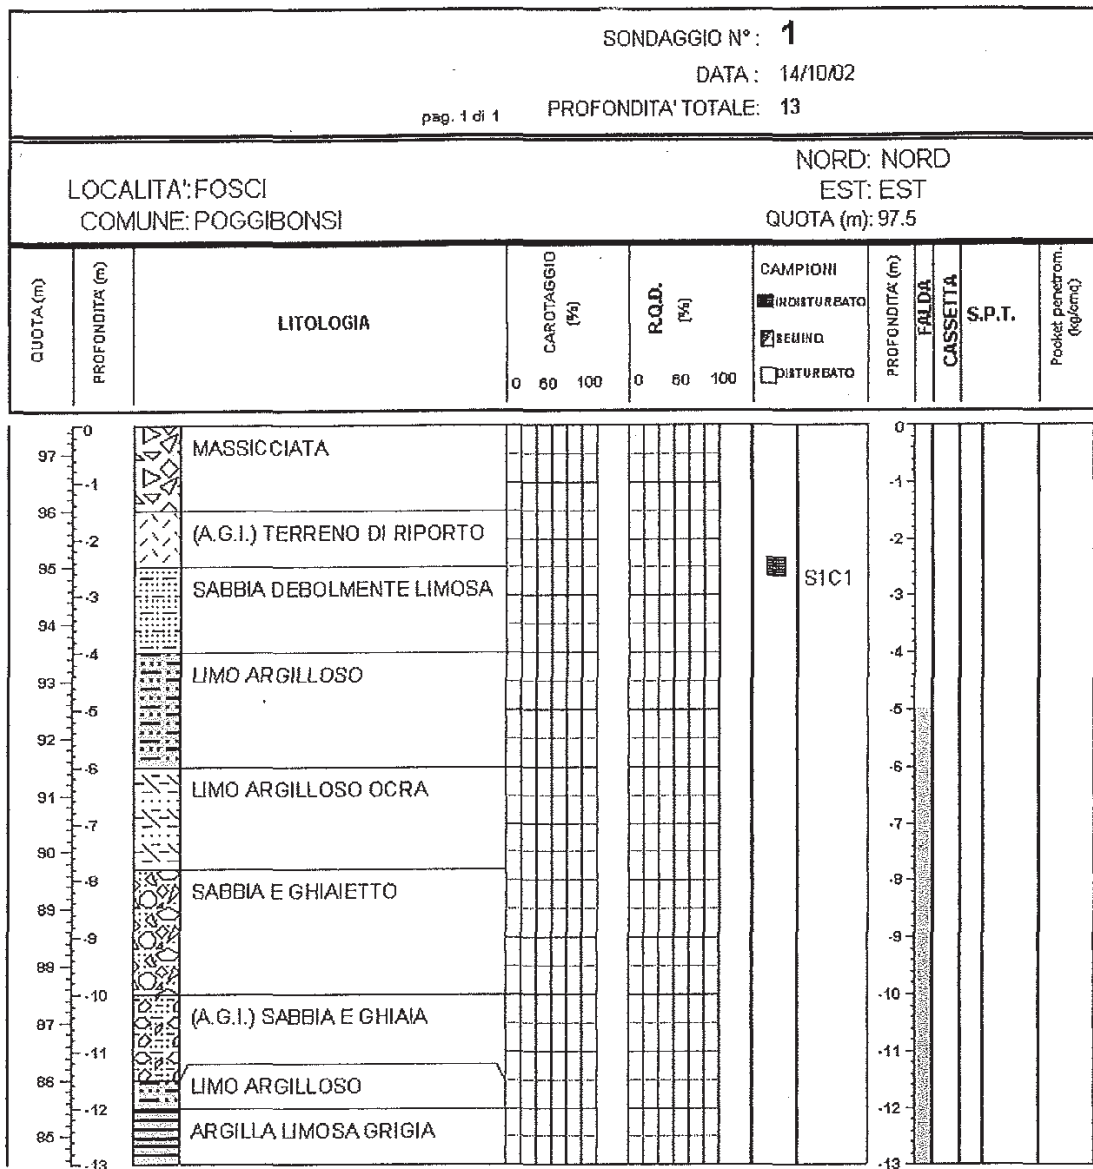 SONDAGGIO N°: 1
DATA: 14/10/02
pag. 1 di 1 PROFONDITA' TOTALE: 13
NORD: NORD
LOCALITA': FOSCI EST: EST
COMUNE: POGGIBONSI QUOTA (m): 97.5
QUOTA (m)
PROFONDITA' (m)
LITOLOGIA
CAROTAGGIO (%)
0 60 100
R.Q.D. (%)
0 60 100
CAMPIONI
INDISTURBATO
DISTURBATO
PROFONDITA' (m)
FALDA
CASSETTA
S.P.T.
Pocket penetrom. (kg/cmq)
0 MASSICCIATA 0
97
-1 -1
96
(A.G.I.) TERRENO DI RIPORTO
-2 -2
95
S1C1
SABBIA DEBOLMENTE LIMOSA
-3 -3
94
-4 -4
LIMO ARGILLOSO
93
-5 -5
92
-6 -6
LIMO ARGILLOSO OCRA
91
-7 -7
90
-8 -8
SABBIA E GHIAIETTO
89
-9 -9
88
-10 -10
(A.G.I.) SABBIA E GHIAIA
87
-11 -11
86
LIMO ARGILLOSO
-12 -12
ARGILLA LIMOSA GRIGIA
85
-13 -13